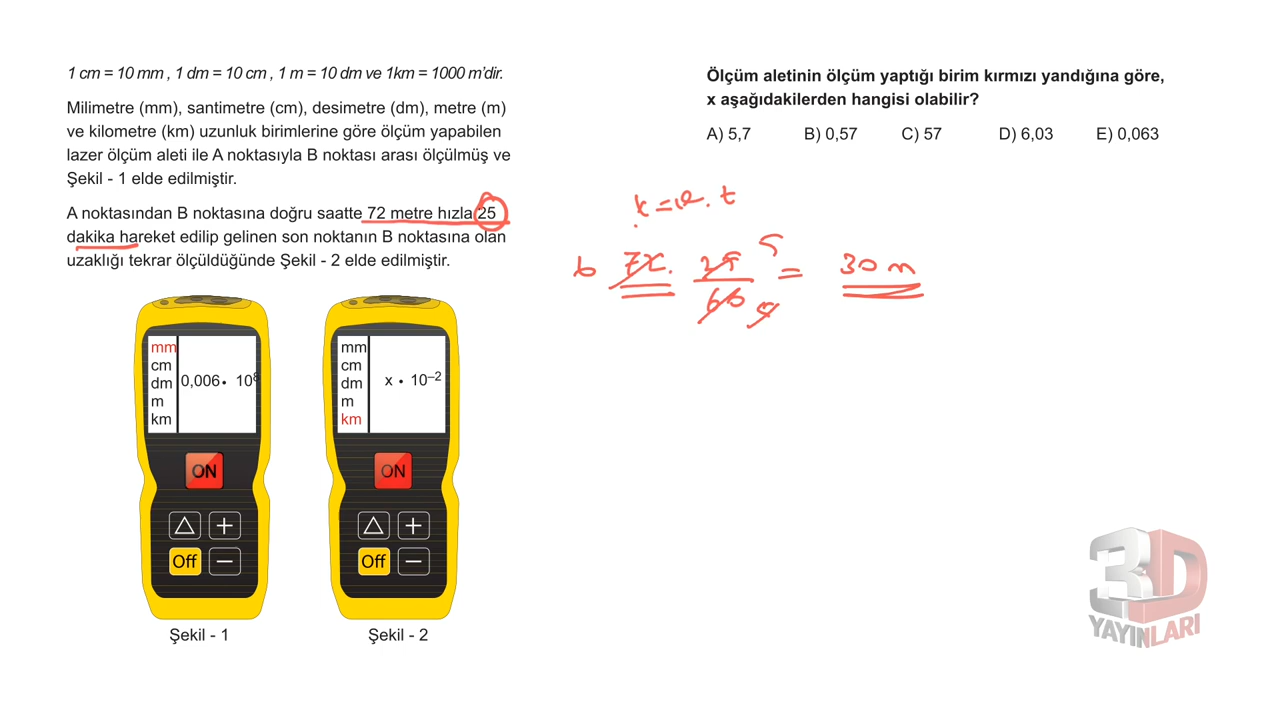 1 cm = 10 mm , 1 dm = 10 cm , 1 m = 10 dm ve 1km = 1000 m'dir.
Milimetre (mm), santimetre (cm), desimetre (dm), metre (m)
ve kilometre (km) uzunluk birimlerine göre ölçüm yapabilen
lazer ölçüm aleti ile A noktasıyla B noktası arası ölçülmüş ve
Şekil - 1 elde edilmiştir.
A noktasından B noktasına doğru saatte 72 metre hızla 25
dakika hareket edilip gelinen son noktanın B noktasına olan
uzaklığı tekrar ölçüldüğünde Şekil - 2 elde edilmiştir.
mm
cm
dm
m
km
0,006 • 10⁸
ON
Off
Şekil - 1
mm
cm
dm
m
km
x • 10⁻²
ON
Off
Şekil - 2
Ölçüm aletinin ölçüm yaptığı birim kırmızı yandığına göre,
x aşağıdakilerden hangisi olabilir?
A) 5,7 B) 0,57 C) 57 D) 6,03 E) 0,063
6 72 . 25 5 = 30 m
60
3D
YAYINLARI